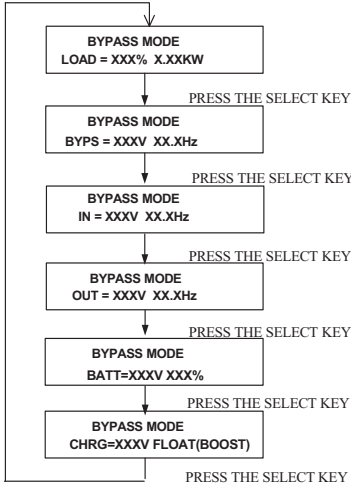 BYPASS MODE
LOAD = XXX% X.XXKW
PRESS THE SELECT KEY
BYPASS MODE
BYPS = XXXV XX.XHz
PRESS THE SELECT KEY
BYPASS MODE
IN = XXXV XX.XHz
PRESS THE SELECT KEY
BYPASS MODE
OUT = XXXV XX.XHz
PRESS THE SELECT KEY
BYPASS MODE
BATT=XXXV XXX%
PRESS THE SELECT KEY
BYPASS MODE
CHRG=XXXV FLOAT(BOOST)
PRESS THE SELECT KEY